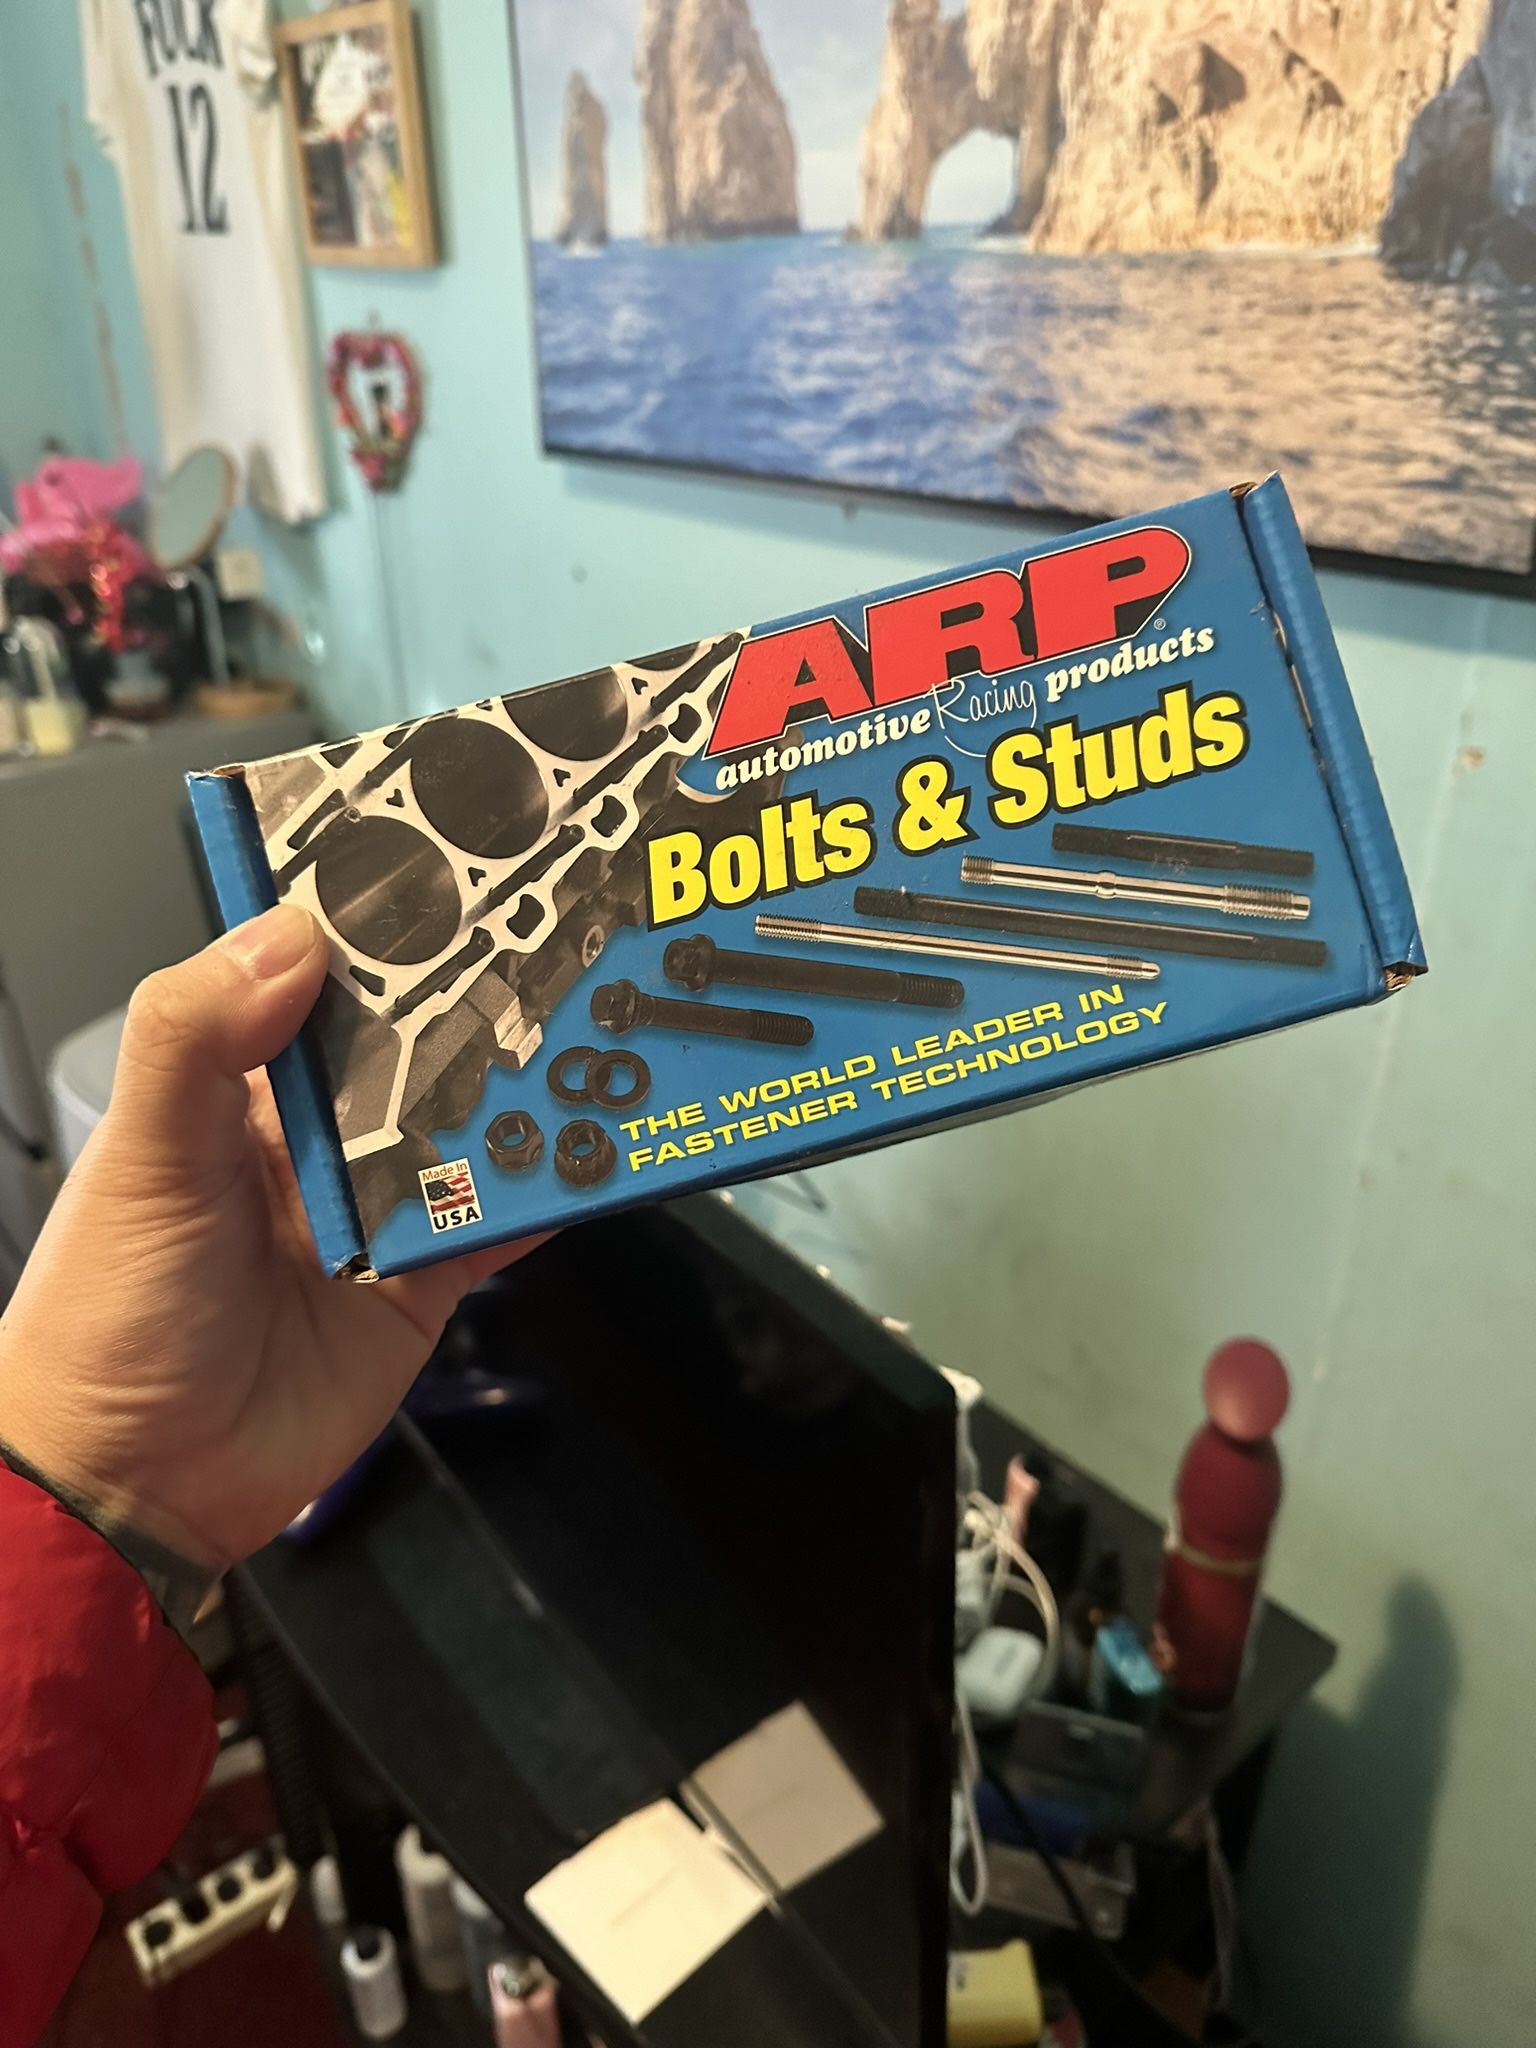 FUCK
12
ARP®
automotive Racing products
Bolts & Studs
THE WORLD LEADER IN
FASTENER TECHNOLOGY
Made In
USA